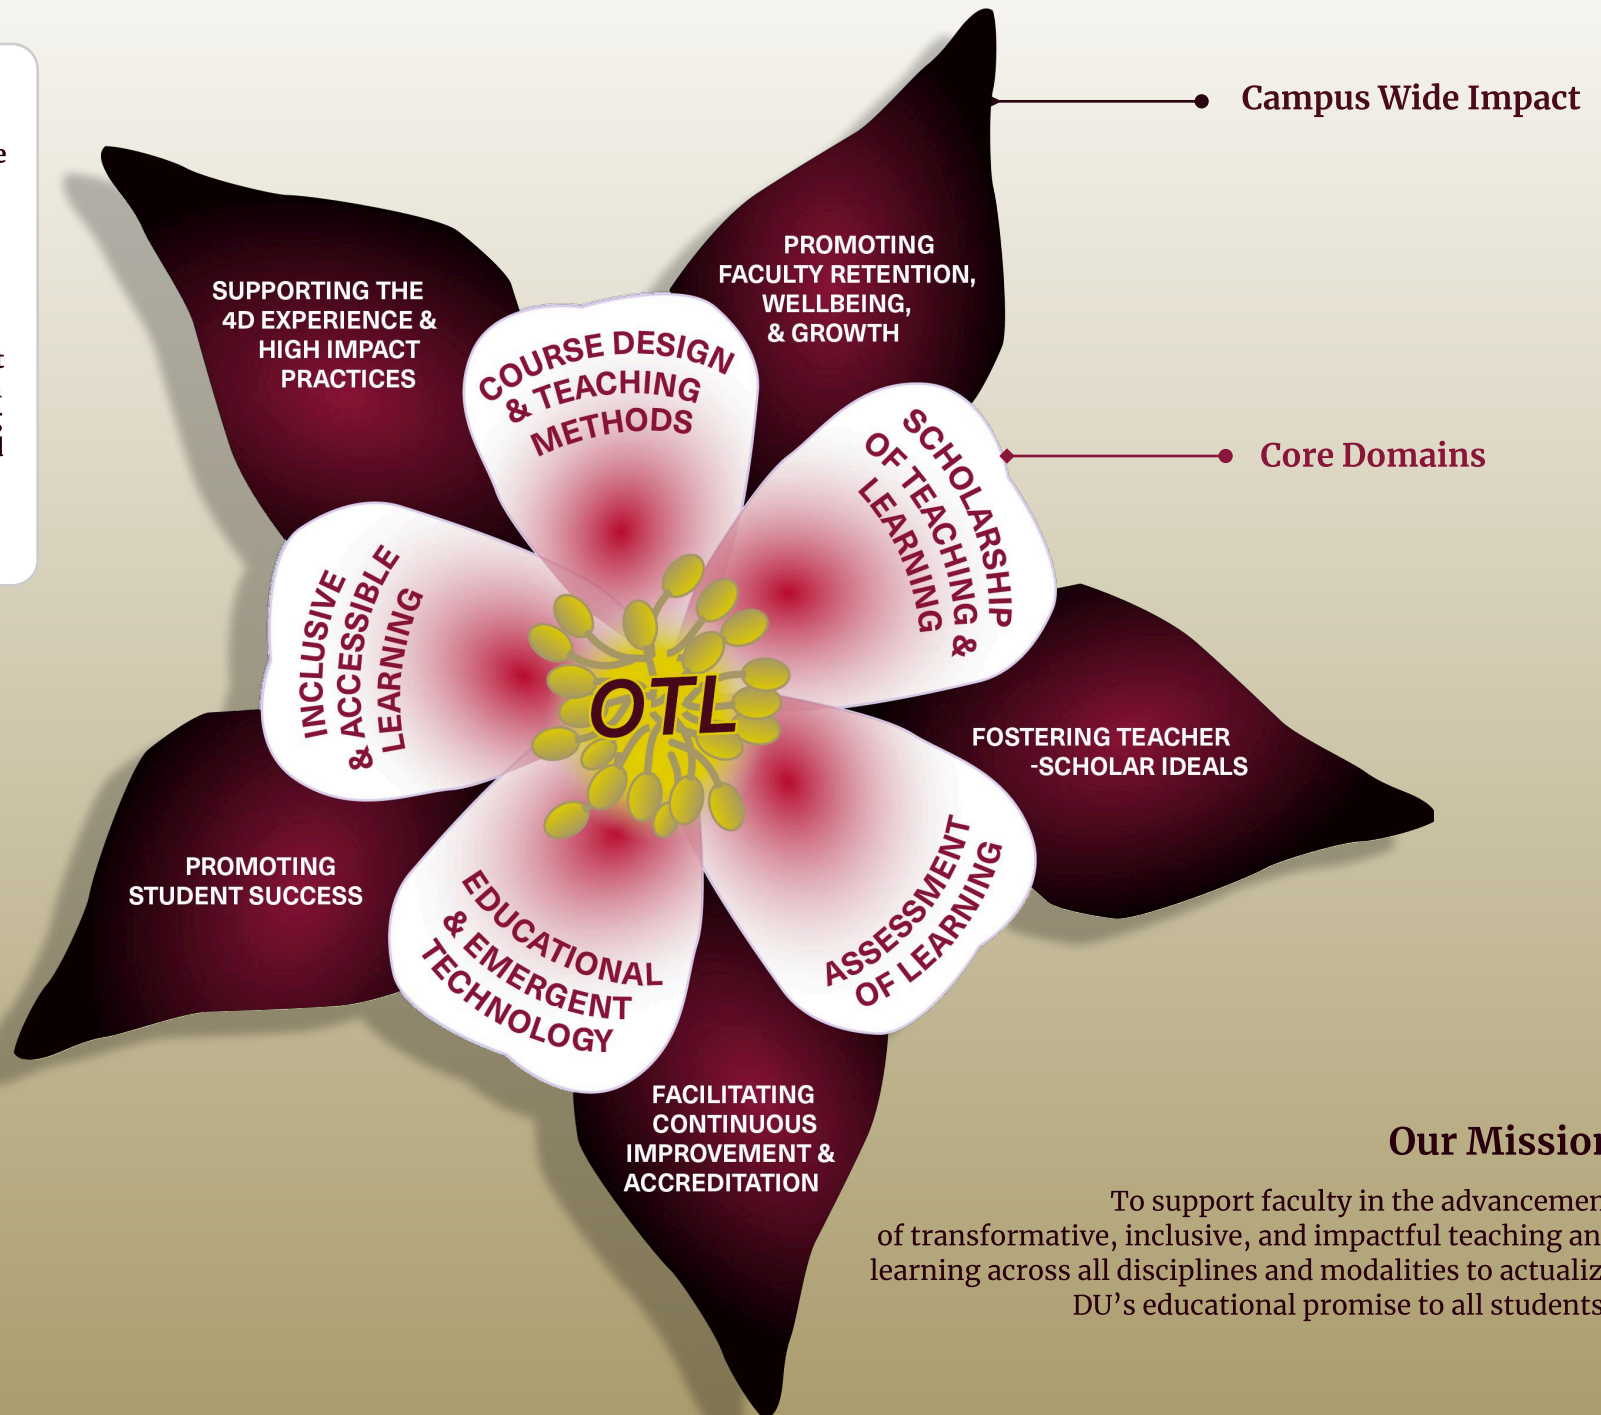 Campus Wide Impact
PROMOTING
FACULTY RETENTION,
WELLBEING,
& GROWTH
SUPPORTING THE
4D EXPERIENCE &
HIGH IMPACT
PRACTICES
COURSE DESIGN
& TEACHING
METHODS
SCHOLARSHIP
OF TEACHING &
LEARNING
Core Domains
INCLUSIVE
& ACCESSIBLE
LEARNING
OTL
FOSTERING TEACHER
-SCHOLAR IDEALS
PROMOTING
STUDENT SUCCESS
ASSESSMENT
OF LEARNING
EDUCATIONAL
& EMERGENT
TECHNOLOGY
FACILITATING
CONTINUOUS
IMPROVEMENT &
ACCREDITATION
Our
To support faculty in the
of transformative, inclusive, and impactful teaching
learning across all disciplines and modalities to
DU’s educational promise to all students